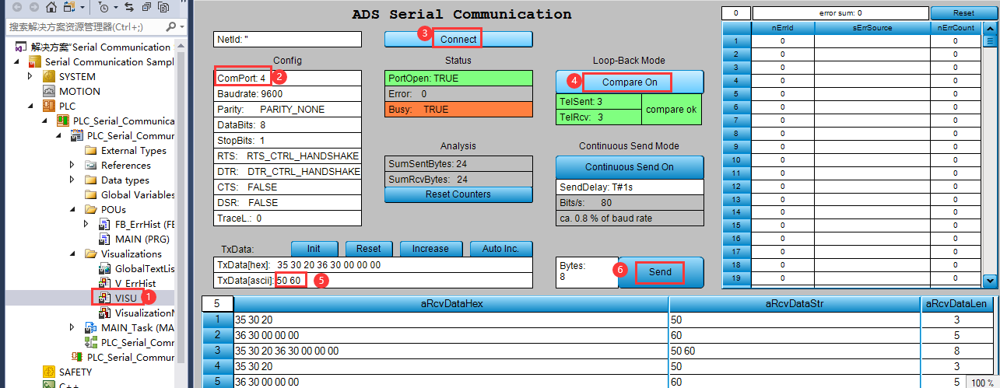 搜索解决方案资源管理器(Ctrl+;)
解决方案"Serial Communication
Serial Communication Sampl
SYSTEM
MOTION
PLC
PLC_Serial_Communica
PLC_Serial_Commun
External Types
References
Data types
Global Variables
POUs
FB_ErrHist (FB
MAIN (PRG)
Visualizations
GlobalTextList
V_ErrHist
VISU 1
VisualizationM
MAIN_Task (MA
PLC_Serial_Comm
PLC_Serial_Commun
SAFETY
C++
ADS Serial Communication
NetId: ''
3 Connect
Config
ComPort: 4 2
Baudrate: 9600
Parity: PARITY_NONE
DataBits: 8
StopBits: 1
RTS: RTS_CTRL_HANDSHAKE
DTR: DTR_CTRL_HANDSHAKE
CTS: FALSE
DSR: FALSE
TraceL.: 0
Status
PortOpen: TRUE
Error: 0
Busy: TRUE
Analysis
SumSentBytes: 24
SumRcvBytes: 24
Reset Counters
Loop-Back Mode
4 Compare On
TelSent: 3
TelRcv: 3
compare ok
Continuous Send Mode
Continuous Send On
SendDelay: T#1s
Bits/s: 80
ca. 0.8 % of baud rate
TxData: Init Reset Increase Auto Inc.
TxData[hex]: 35 30 20 36 30 00 00 00
TxData[ascii]: 50 60 5
Bytes:
8
6 Send
0 error sum: 0 Reset
nErrId sErrSource nErrCount
1 0 0
2 0 0
3 0 0
4 0 0
5 0 0
6 0 0
7 0 0
8 0 0
9 0 0
10 0 0
11 0 0
12 0 0
13 0 0
14 0 0
15 0 0
16 0 0
17 0 0
18 0 0
19 0 0
5 aRcvDataHex aRcvDataStr aRcvDataLen
1 35 30 20 50 3
2 36 30 00 00 00 60 5
3 35 30 20 36 30 00 00 00 50 60 8
4 35 30 20 50 3
5 36 30 00 00 00 60 5
100 %